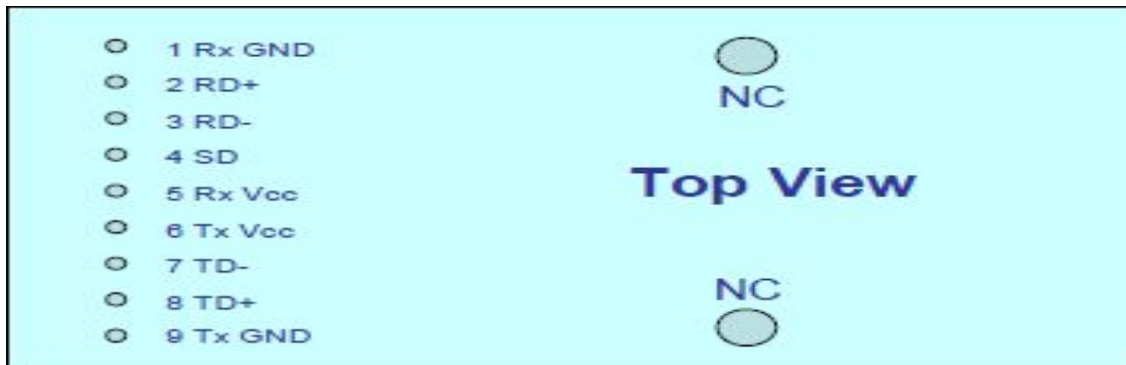 1 Rx GND
2 RD+
3 RD-
4 SD
5 Rx Vcc
6 Tx Vcc
7 TD-
8 TD+
9 Tx GND
NC
Top View
NC